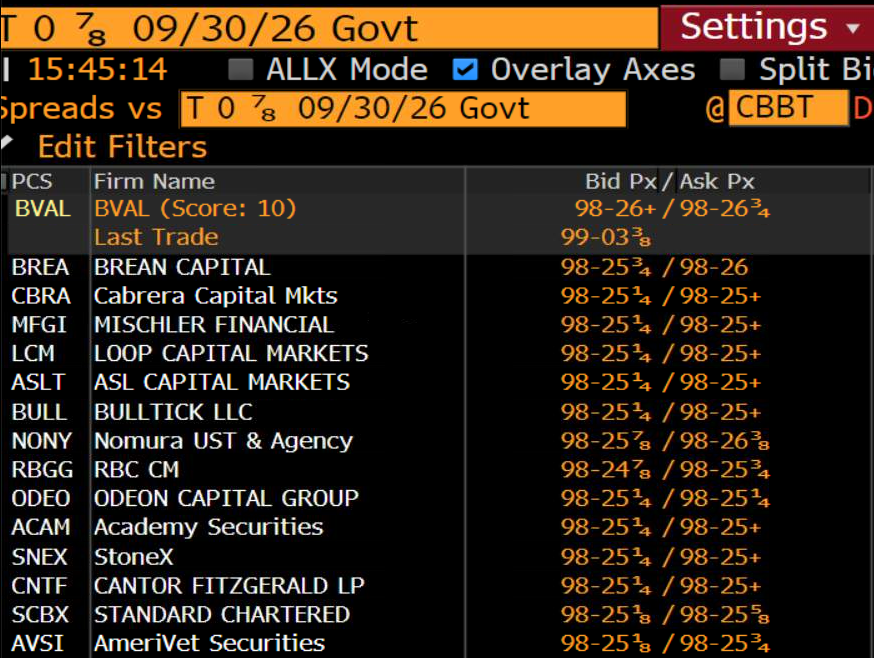 T 0 ⅞ 09/30/26 Govt Settings
15:45:14 ALLX Mode Overlay Axes Split Bi
Spreads vs T 0 ⅞ 09/30/26 Govt @ CBBT D
Edit Filters
PCS Firm Name Bid Px / Ask Px
BVAL BVAL (Score: 10) 98-26+ / 98-26¾
Last Trade 99-03⅜
BREA BREAN CAPITAL 98-25¾ / 98-26
CBRA Cabrera Capital Mkts 98-25¼ / 98-25+
MFGI MISCHLER FINANCIAL 98-25¼ / 98-25+
LCM LOOP CAPITAL MARKETS 98-25¼ / 98-25+
ASLT ASL CAPITAL MARKETS 98-25¼ / 98-25+
BULL BULLTICK LLC 98-25¼ / 98-25+
NONY Nomura UST & Agency 98-25⅞ / 98-26⅜
RBGG RBC CM 98-24⅞ / 98-25¾
ODEO ODEON CAPITAL GROUP 98-25¼ / 98-25¼
ACAM Academy Securities 98-25¼ / 98-25+
SNEX StoneX 98-25¼ / 98-25+
CNTF CANTOR FITZGERALD LP 98-25¼ / 98-25+
SCBX STANDARD CHARTERED 98-25⅛ / 98-25⅝
AVSI AmeriVet Securities 98-25⅛ / 98-25¾